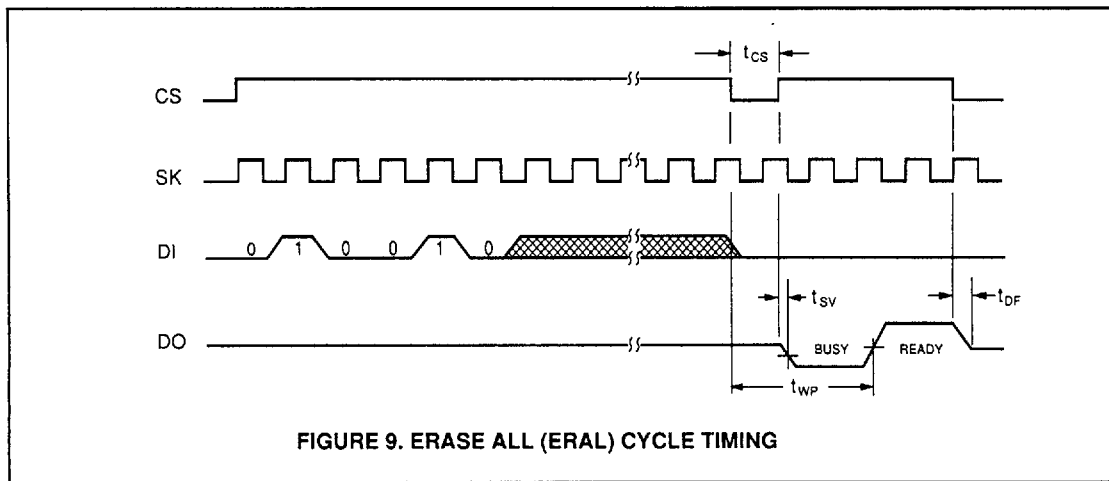 tCS
CS
SK
DI 0 1 0 0 1 0
tSV
tDF
DO BUSY READY
tWP
FIGURE 9. ERASE ALL (ERAL) CYCLE TIMING